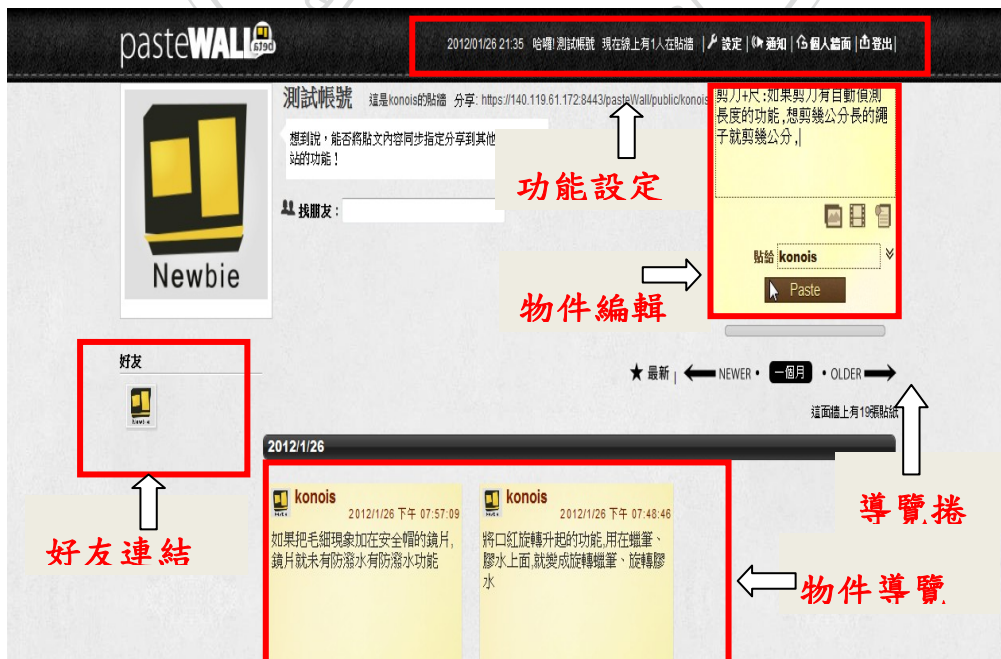 pasteWALL beta
2012/01/26 21:35 哈囉!測試帳號 現在線上有1人在貼牆 | 設定 | 通知 | 個人牆面 | 登出 |
測試帳號 這是konois的貼牆 分享: https://140.119.61.172:8443/pasteWall/public/konois
想到說，能否將貼文內容同步指定分享到其他
站的功能！
找朋友：
Newbie
剪刀+尺:如果剪刀有自動偵測
長度的功能,想剪幾公分長的繩
子就剪幾公分,
貼給 konois
Paste
功能設定
物件編輯
好友
Newbie
好友連結
★ 最新 | NEWER • 一個月 • OLDER
這面牆上有19張貼紙
導覽捲
2012/1/26
konois
2012/1/26 下午 07:57:09
如果把毛細現象加在安全帽的鏡片,
鏡片就未有防潑水有防潑水功能
konois
2012/1/26 下午 07:48:46
將口紅旋轉升起的功能,用在蠟筆、
膠水上面,就變成旋轉蠟筆、旋轉膠
水
物件導覽